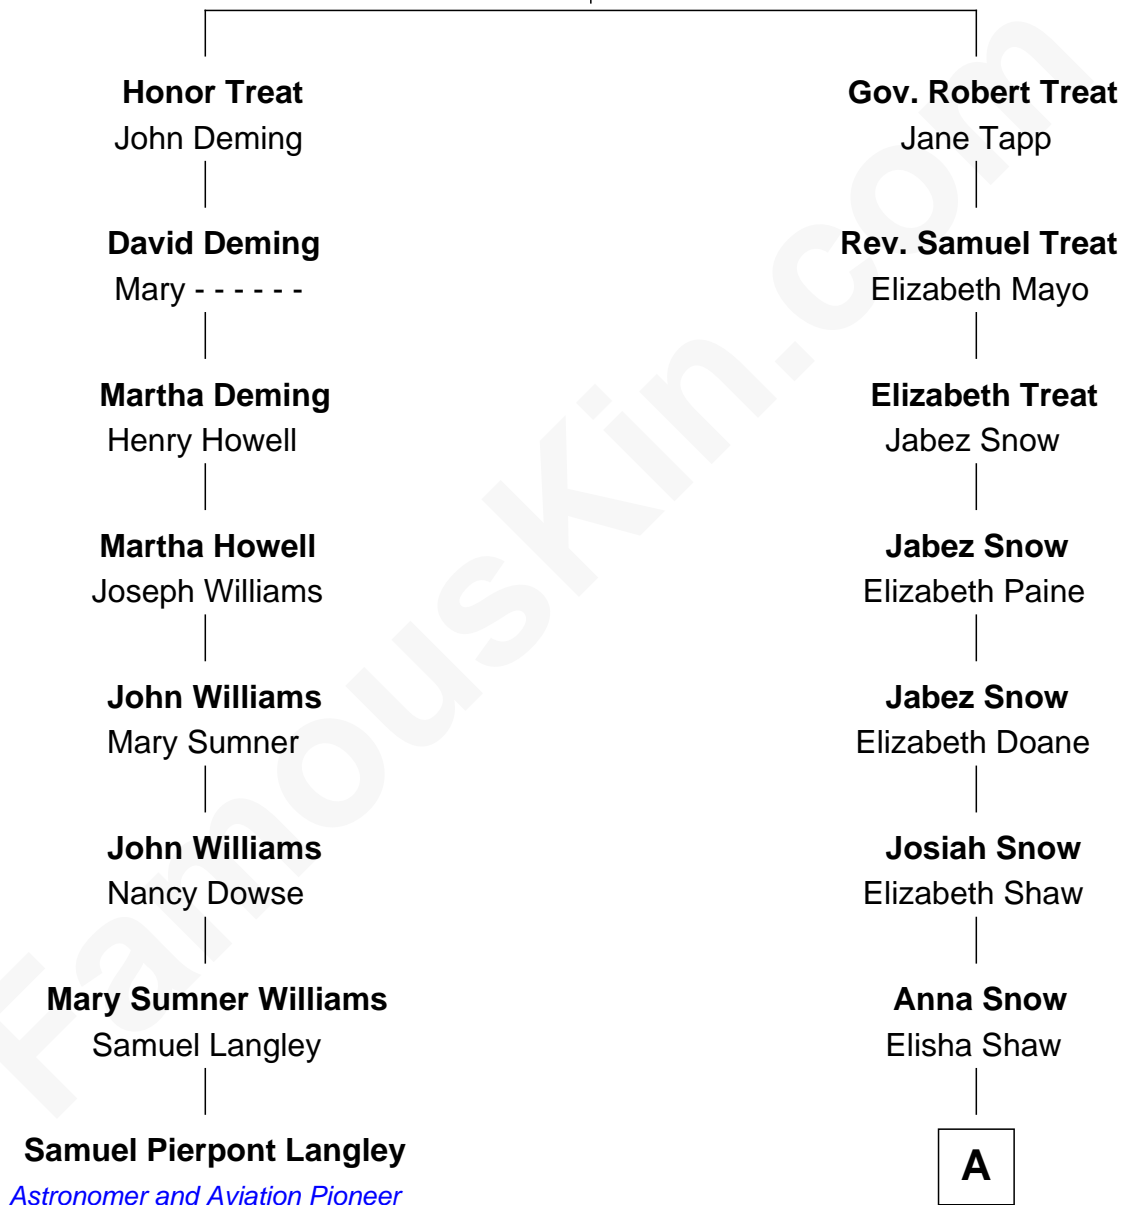 Honor Treat
John Deming
David Deming
Mary - - - - - -
Martha Deming
Henry Howell
Martha Howell
Joseph Williams
John Williams
Mary Sumner
John Williams
Nancy Dowse
Mary Sumner Williams
Samuel Langley
Samuel Pierpont Langley
Astronomer and Aviation Pioneer
Gov. Robert Treat
Jane Tapp
Rev. Samuel Treat
Elizabeth Mayo
Elizabeth Treat
Jabez Snow
Jabez Snow
Elizabeth Paine
Jabez Snow
Elizabeth Doane
Josiah Snow
Elizabeth Shaw
Anna Snow
Elisha Shaw
A
FamousKin.com